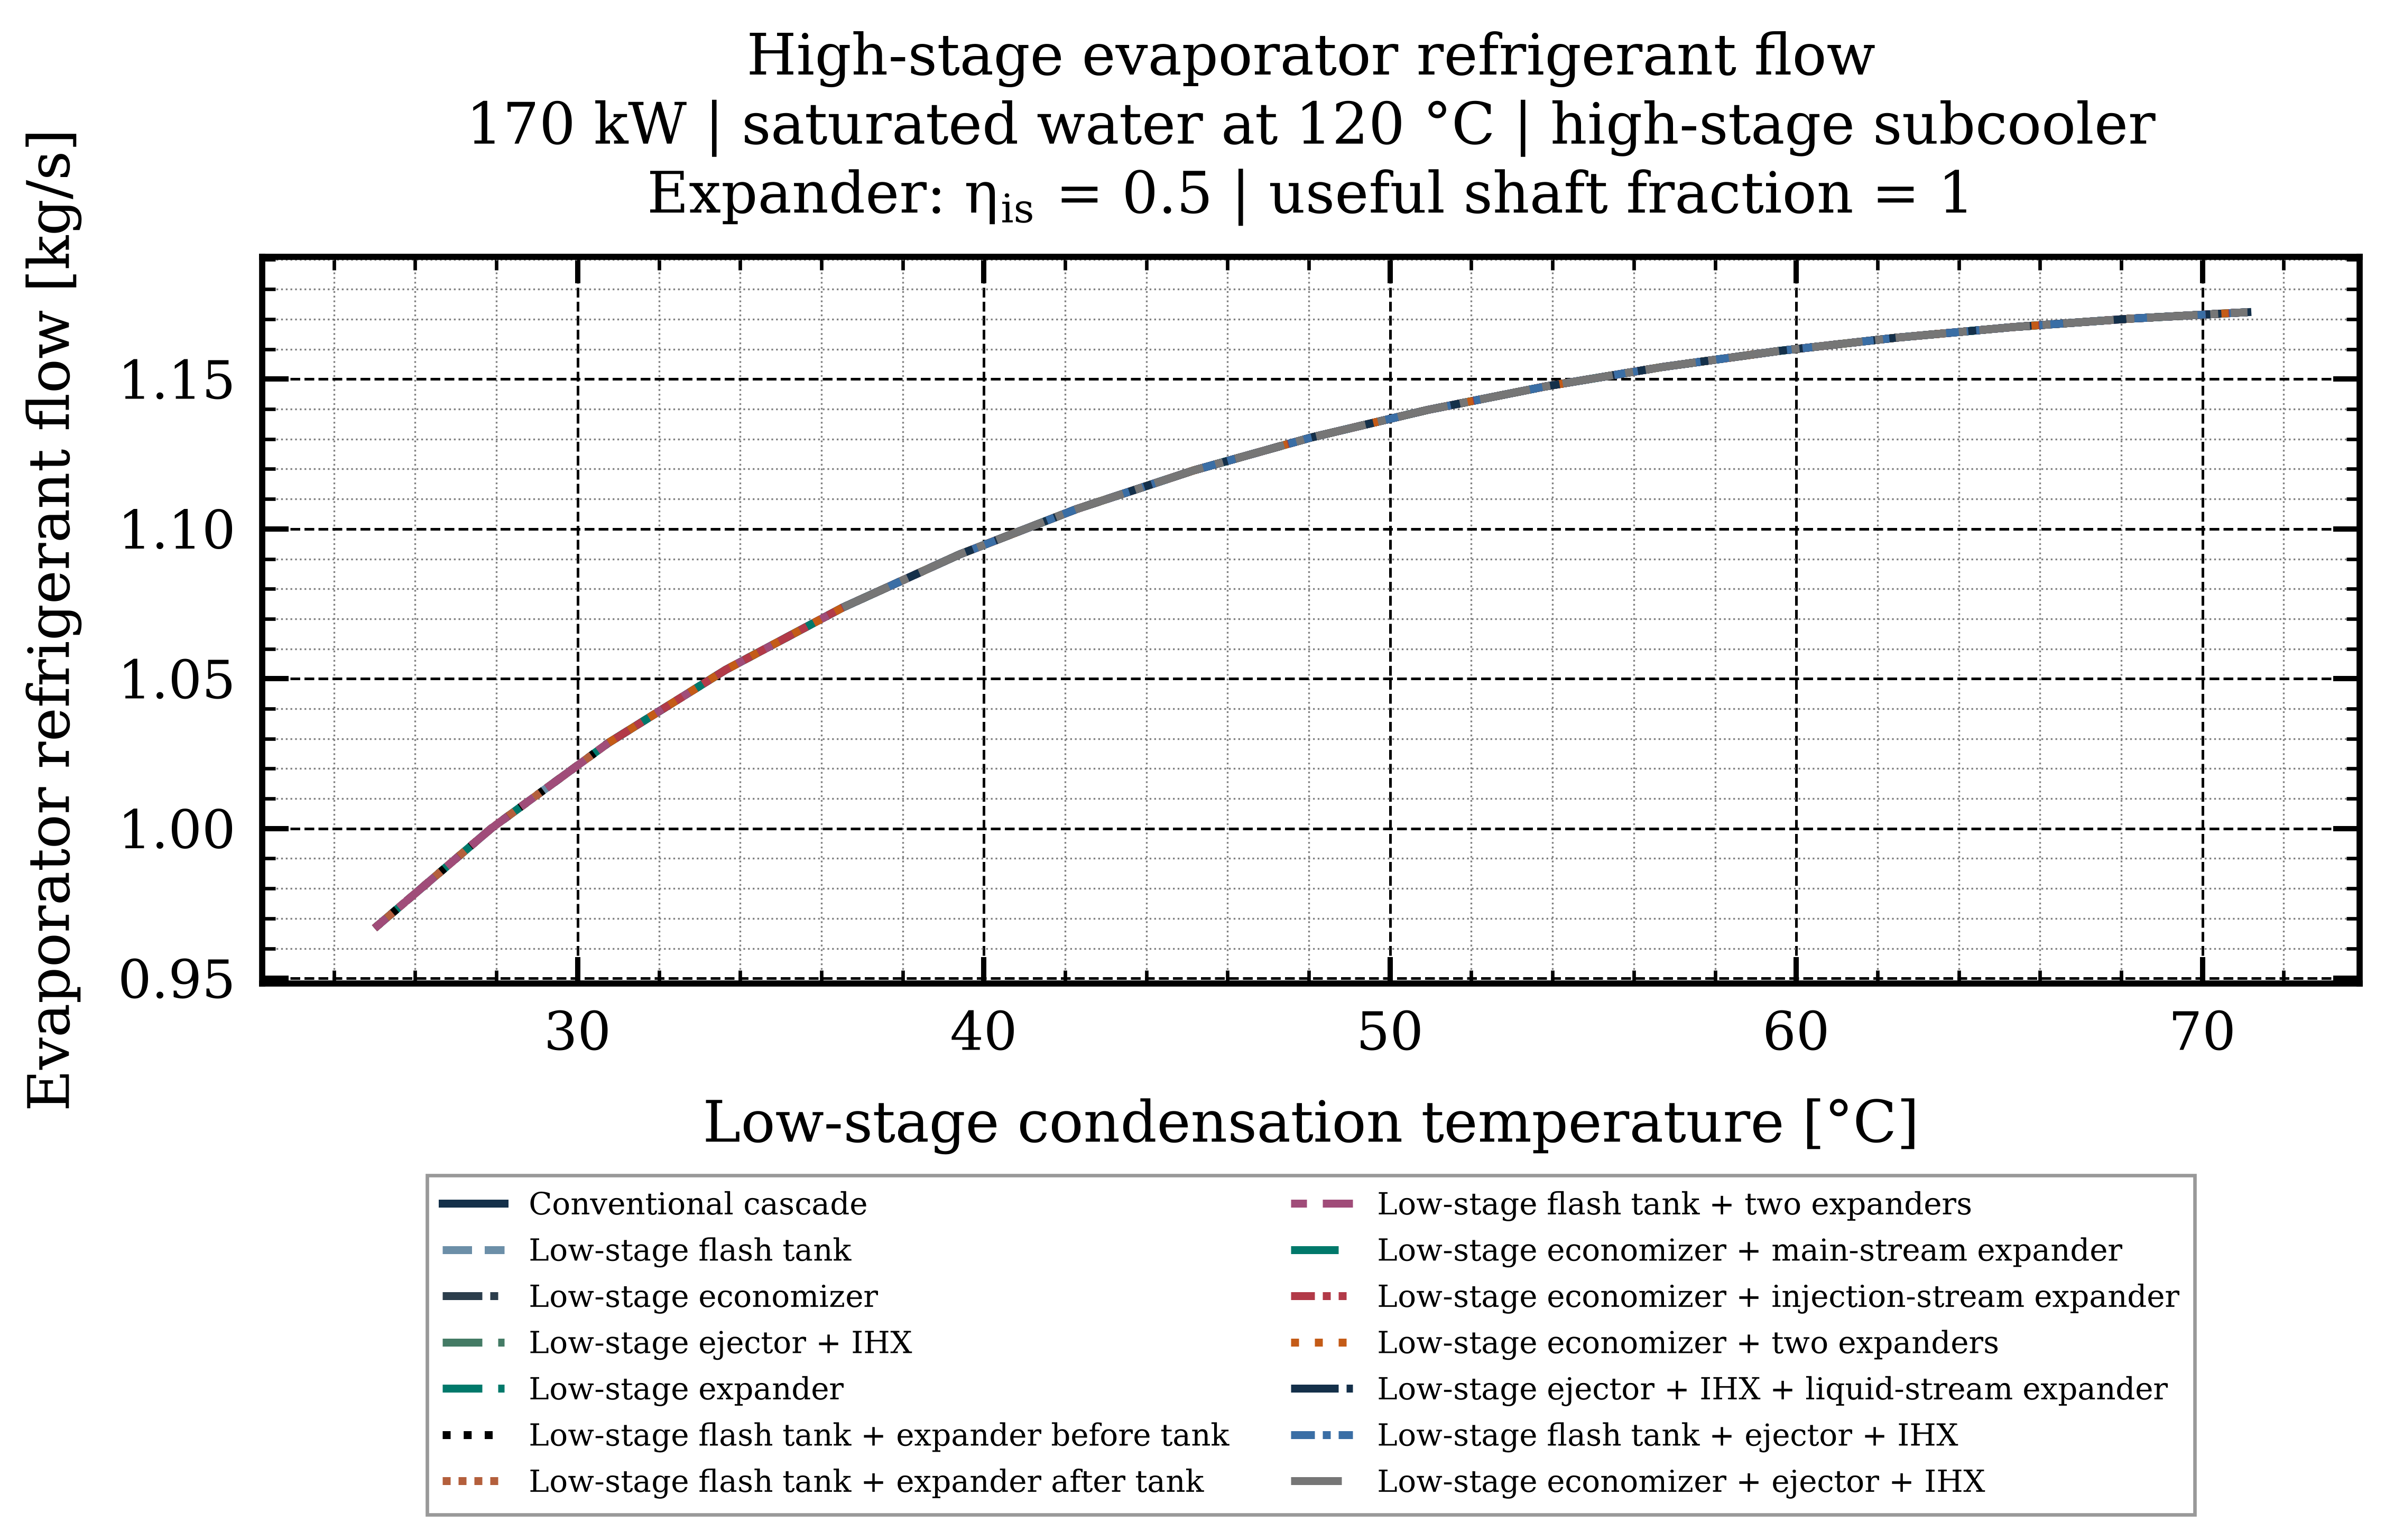 High-stage evaporator refrigerant flow
170 kW | saturated water at 120 °C | high-stage subcooler
Expander: ηis = 0.5 | useful shaft fraction = 1
Evaporator refrigerant flow [kg/s]
1.15
1.10
1.05
1.00
0.95
30 40 50 60 70
Low-stage condensation temperature [°C]
Conventional cascade
Low-stage flash tank
Low-stage economizer
Low-stage ejector + IHX
Low-stage expander
Low-stage flash tank + expander before tank
Low-stage flash tank + expander after tank
Low-stage flash tank + two expanders
Low-stage economizer + main-stream expander
Low-stage economizer + injection-stream expander
Low-stage economizer + two expanders
Low-stage ejector + IHX + liquid-stream expander
Low-stage flash tank + ejector + IHX
Low-stage economizer + ejector + IHX